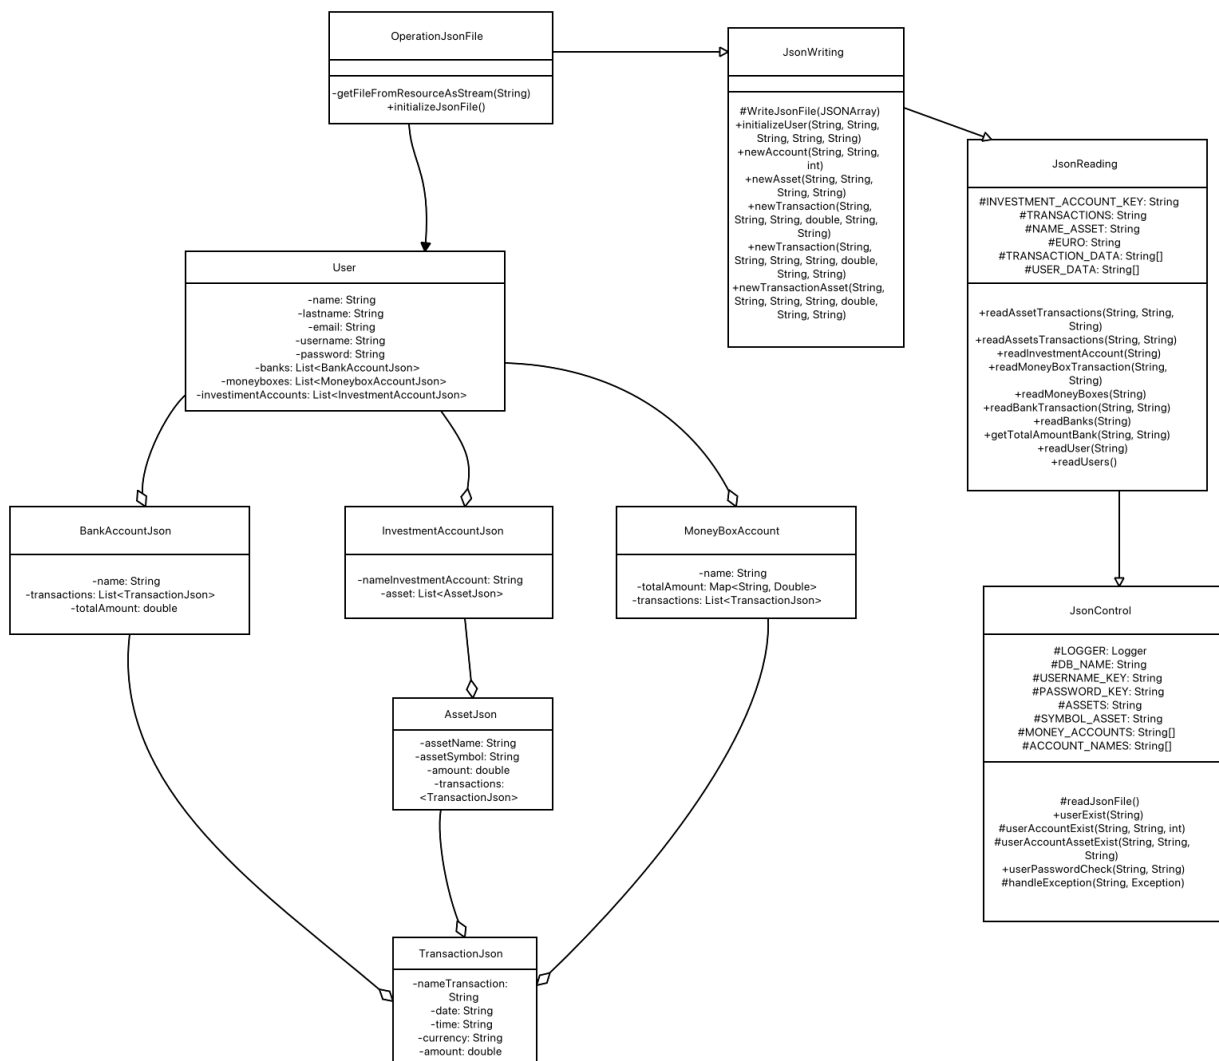 OperationJsonFile
-getFileFromResourceAsStream(String)
+initializeJsonFile()
JsonWriting
#WriteJsonFile(JSONArray)
+initializeUser(String, String,
String, String, String)
+newAccount(String, String,
int)
+newAsset(String, String,
String, String)
+newTransaction(String,
String, String, double, String,
String)
+newTransaction(String,
String, String, String, double,
String, String)
+newTransactionAsset(String,
String, String, String, double,
String, String)
JsonReading
#INVESTMENT_ACCOUNT_KEY: String
#TRANSACTIONS: String
#NAME_ASSET: String
#EURO: String
#TRANSACTION_DATA: String[]
#USER_DATA: String[]
+readAssetTransactions(String, String,
String)
+readAssetsTransactions(String, String)
+readInvestmentAccount(String)
+readMoneyBoxTransaction(String,
String)
+readMoneyBoxes(String)
+readBankTransaction(String, String)
+readBanks(String)
+getTotalAmountBank(String, String)
+readUser(String)
+readUsers()
User
-name: String
-lastname: String
-email: String
-username: String
-password: String
-banks: List<BankAccountJson>
-moneyboxes: List<MoneyboxAccountJson>
-investimentAccounts: List<InvestmentAccountJson>
BankAccountJson
-name: String
-transactions: List<TransactionJson>
-totalAmount: double
InvestmentAccountJson
-nameInvestmentAccount: String
-asset: List<AssetJson>
MoneyBoxAccount
-name: String
-totalAmount: Map<String, Double>
-transactions: List<TransactionJson>
JsonControl
#LOGGER: Logger
#DB_NAME: String
#USERNAME_KEY: String
#PASSWORD_KEY: String
#ASSETS: String
#SYMBOL_ASSET: String
#MONEY_ACCOUNTS: String[]
#ACCOUNT_NAMES: String[]
#readJsonFile()
+userExist(String)
#userAccountExist(String, String, int)
#userAccountAssetExist(String, String,
String)
+userPasswordCheck(String, String)
#handleException(String, Exception)
AssetJson
-assetName: String
-assetSymbol: String
-amount: double
-transactions:
<TransactionJson>
TransactionJson
-nameTransaction:
String
-date: String
-time: String
-currency: String
-amount: double